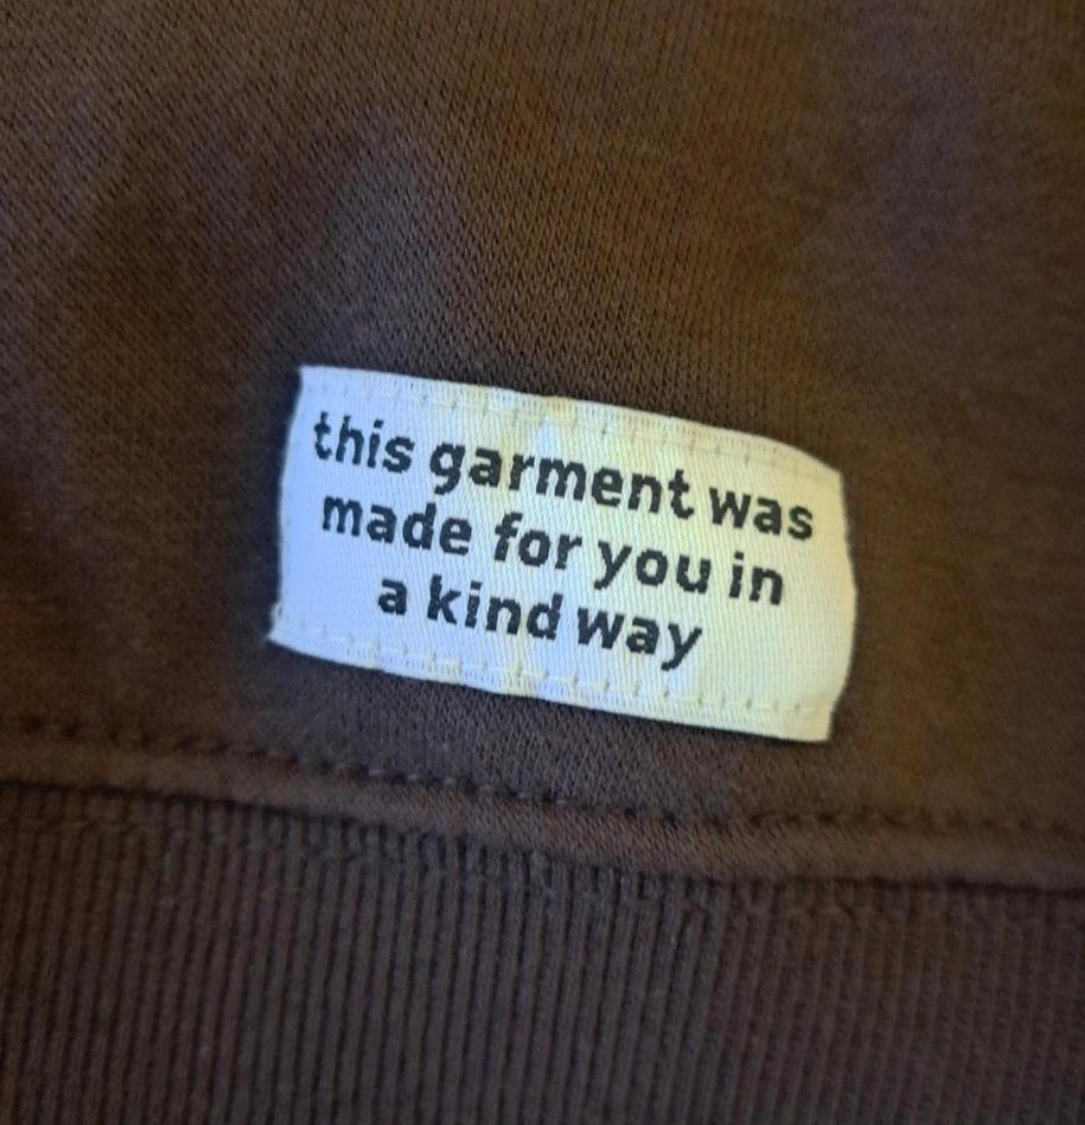 this garment was
made for you in
a kind way